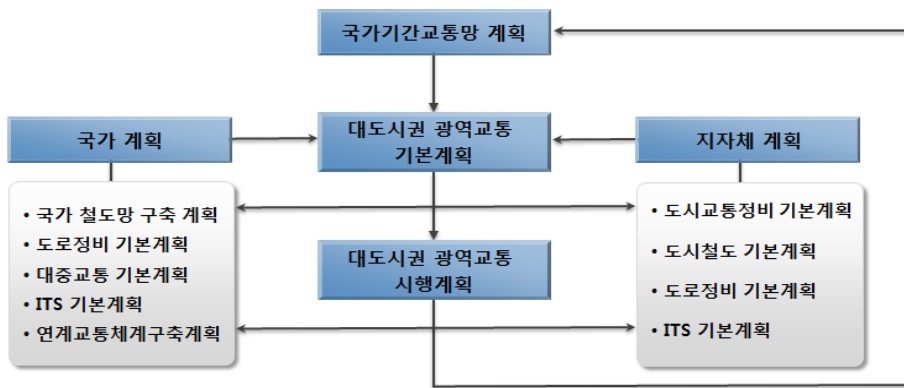 국가기간교통망 계획
국가 계획
대도시권 광역교통
기본계획
지자체 계획
• 국가 철도망 구축 계획
• 도로정비 기본계획
• 대중교통 기본계획
• ITS 기본계획
• 연계교통체계구축계획
대도시권 광역교통
시행계획
• 도시교통정비 기본계획
• 도시철도 기본계획
• 도로정비 기본계획
• ITS 기본계획